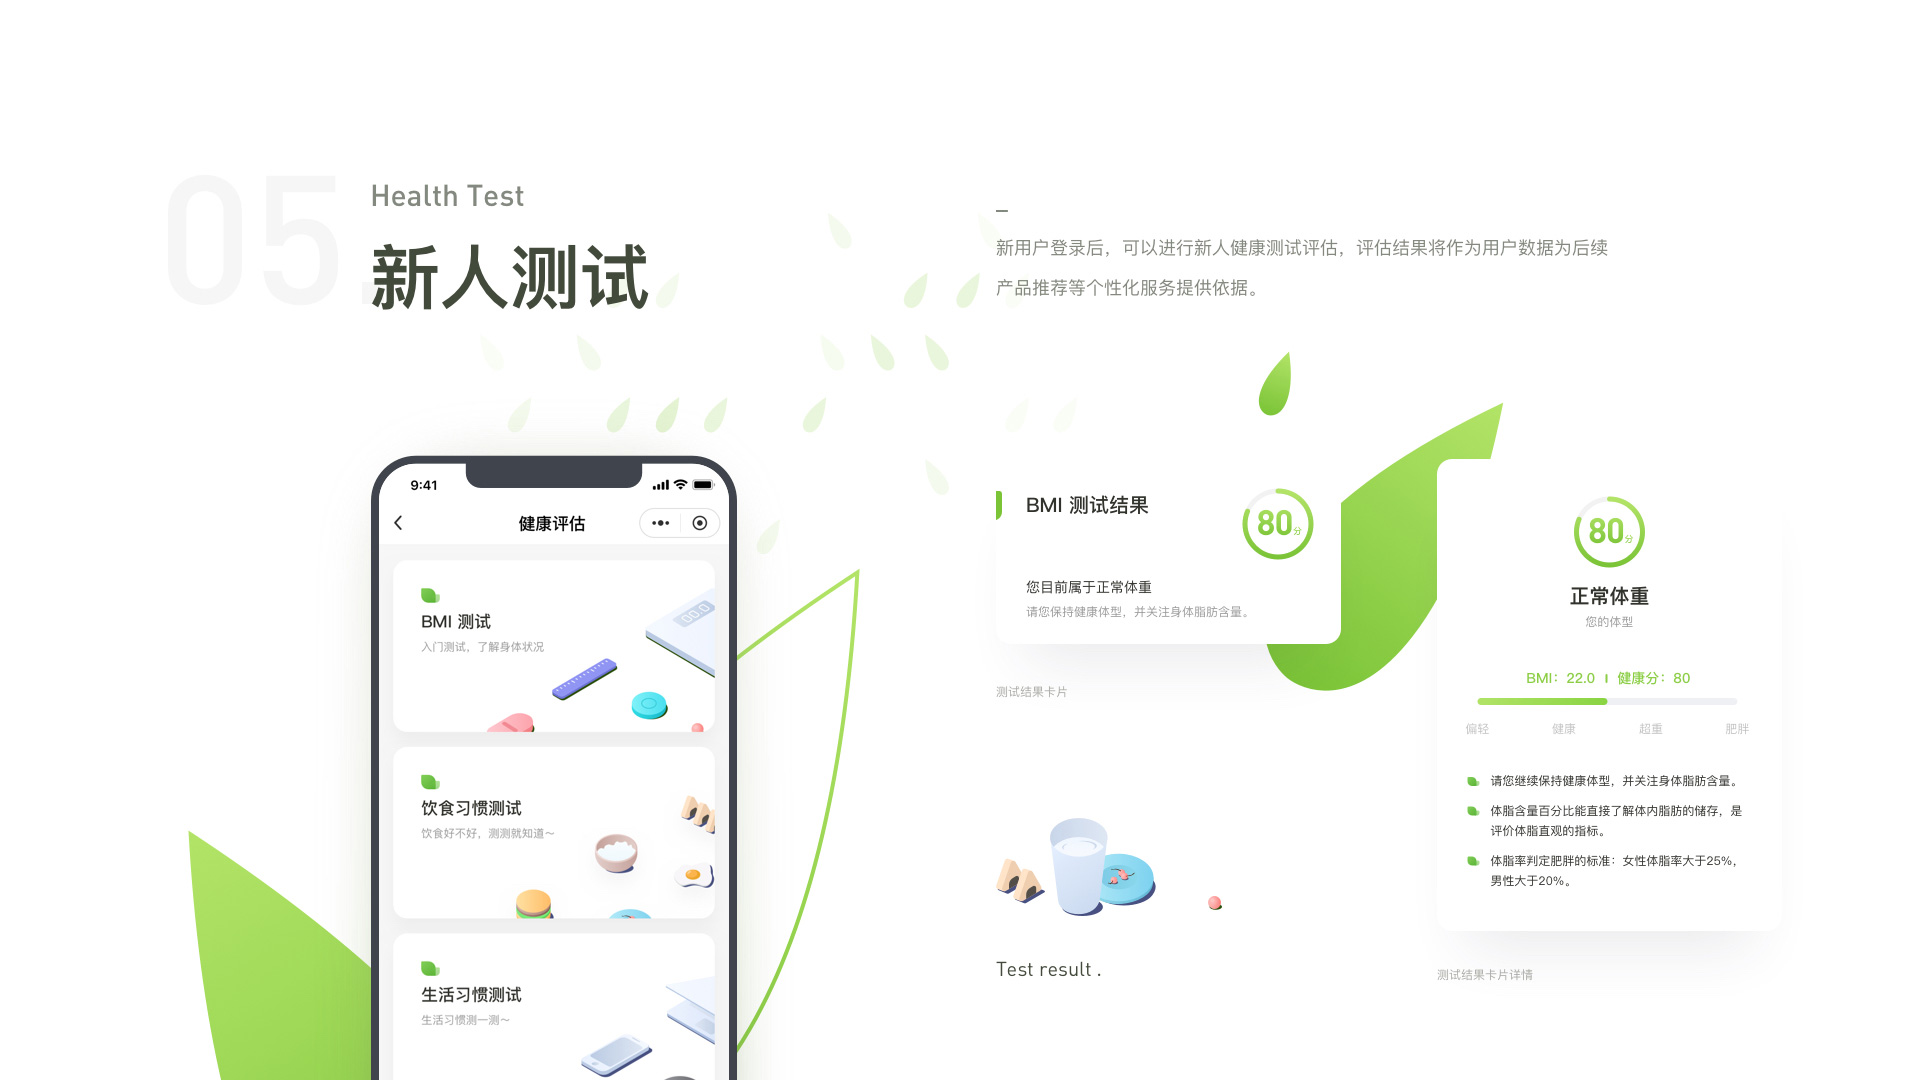 05.
Health Test
新人测试
新用户登录后，可以进行新人健康测试评估，评估结果将作为用户数据为后续
产品推荐等个性化服务提供依据。
9:41
健康评估
BMI 测试
入门测试，了解身体状况
00:0
饮食习惯测试
饮食好不好，测测就知道～
生活习惯测试
生活习惯测一测～
BMI 测试结果
80分
您目前属于正常体重
请您保持健康体型，并关注身体脂肪含量。
测试结果卡片
Test result .
80分
正常体重
您的体型
BMI：22.0 I 健康分：80
偏轻 健康 超重 肥胖
请您继续保持健康体型，并关注身体脂肪含量。
体脂含量百分比能直接了解体内脂肪的储存，是
评价体脂直观的指标。
体脂率判定肥胖的标准：女性体脂率大于25%，
男性大于20%。
测试结果卡片详情